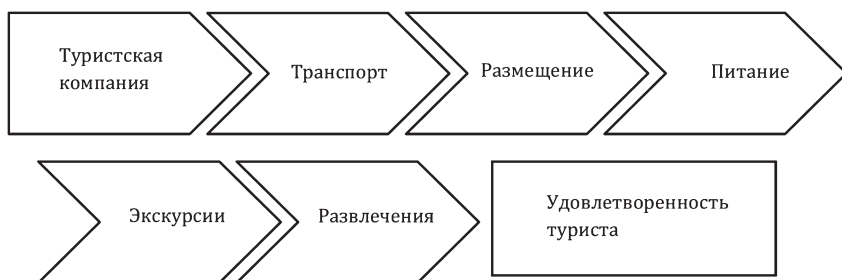 Туристская
компания
Транспорт
Размещение
Питание
Экскурсии
Развлечения
Удовлетворенность
туриста